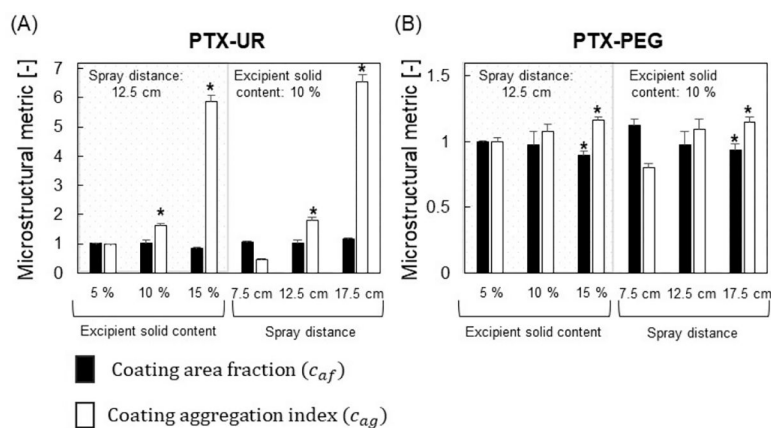 (A)
PTX-UR
Microstructural metric [-]
7
6
5
4
3
2
1
0
Spray distance:
12.5 cm
Excipient solid
content: 10 %
*
*
*
*
5 %
10 %
15 %
7.5 cm
12.5 cm
17.5 cm
Excipient solid content
Spray distance
(B)
PTX-PEG
Microstructural metric [-]
1.5
1
0.5
0
Spray distance:
12.5 cm
Excipient solid
content: 10 %
*
*
*
*
5 %
10 %
15 %
7.5 cm
12.5 cm
17.5 cm
Excipient solid content
Spray distance
Coating area fraction (c_af)
Coating aggregation index (c_ag)